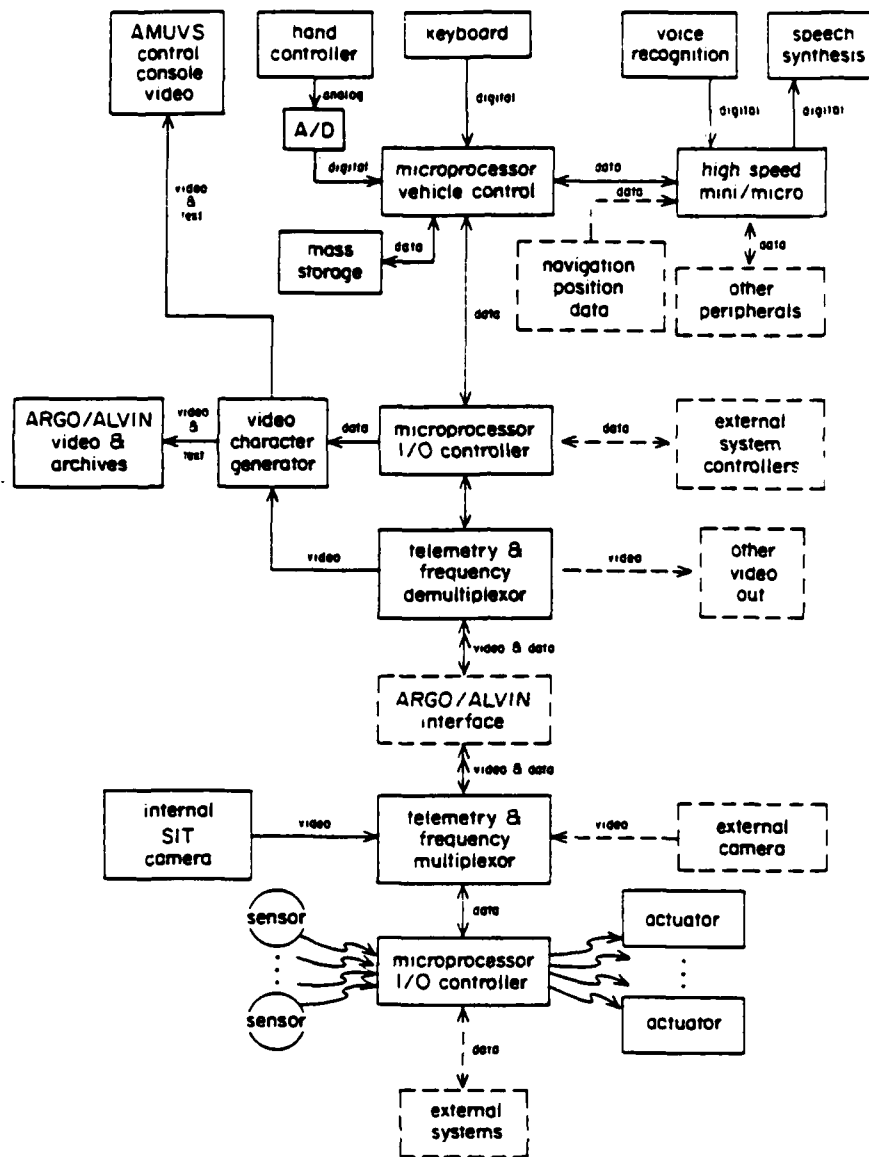 AMUVS
control
console
video
hand
controller
keyboard
voice
recognition
speech
synthesis
analog
A/D
digital
digital
digital
digital
microprocessor
vehicle control
data
data
high speed
mini/micro
video
&
test
mass
storage
data
navigation
position
data
data
other
peripherals
data
ARGO/ALVIN
video &
archives
video
&
test
video
character
generator
data
microprocessor
I/O controller
data
external
system
controllers
video
telemetry &
frequency
demultiplexor
video
other
video
out
video & data
ARGO/ALVIN
interface
video & data
internal
SIT
camera
video
telemetry &
frequency
multiplexor
video
external
camera
data
sensor
sensor
microprocessor
I/O controller
actuator
actuator
data
external
systems